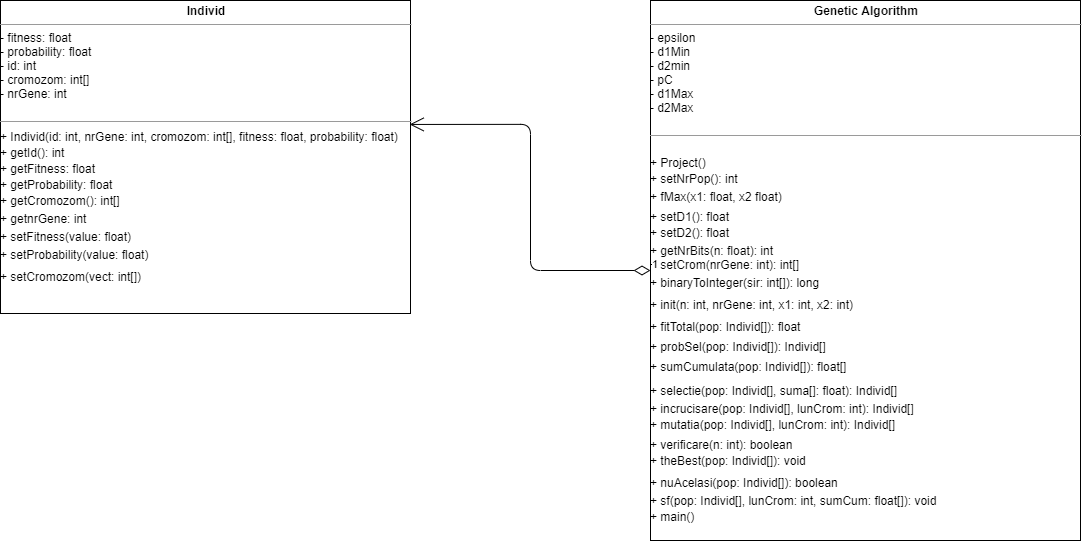 Individ
- fitness: float
- probability: float
- id: int
- cromozom: int[]
- nrGene: int
+ Individ(id: int, nrGene: int, cromozom: int[], fitness: float, probability: float)
+ getId(): int
+ getFitness: float
+ getProbability: float
+ getCromozom(): int[]
+ getnrGene: int
+ setFitness(value: float)
+ setProbability(value: float)
+ setCromozom(vect: int[])
Genetic Algorithm
- epsilon
- d1Min
- d2min
- pC
- d1Max
- d2Max
+ Project()
+ setNrPop(): int
+ fMax(x1: float, x2 float)
+ setD1(): float
+ setD2(): float
+ getNrBits(n: float): int
1
+ setCrom(nrGene: int): int[]
+ binaryToInteger(sir: int[]): long
+ init(n: int, nrGene: int, x1: int, x2: int)
+ fitTotal(pop: Individ[]): float
+ probSel(pop: Individ[]): Individ[]
+ sumCumulata(pop: Individ[]): float[]
+ selectie(pop: Individ[], suma[]: float): Individ[]
+ incrucisare(pop: Individ[], lunCrom: int): Individ[]
+ mutatia(pop: Individ[], lunCrom: int): Individ[]
+ verificare(n: int): boolean
+ theBest(pop: Individ[]): void
+ nuAcelasi(pop: Individ[]): boolean
+ sf(pop: Individ[], lunCrom: int, sumCum: float[]): void
+ main()